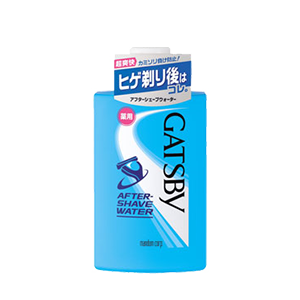 超爽快 カミソリ負け防止!
ヒゲ剃り後は
コレ。
アフターシェーブウォーター
薬用
GATSBY
AFTER-
SHAVE
WATER
mandom corp.